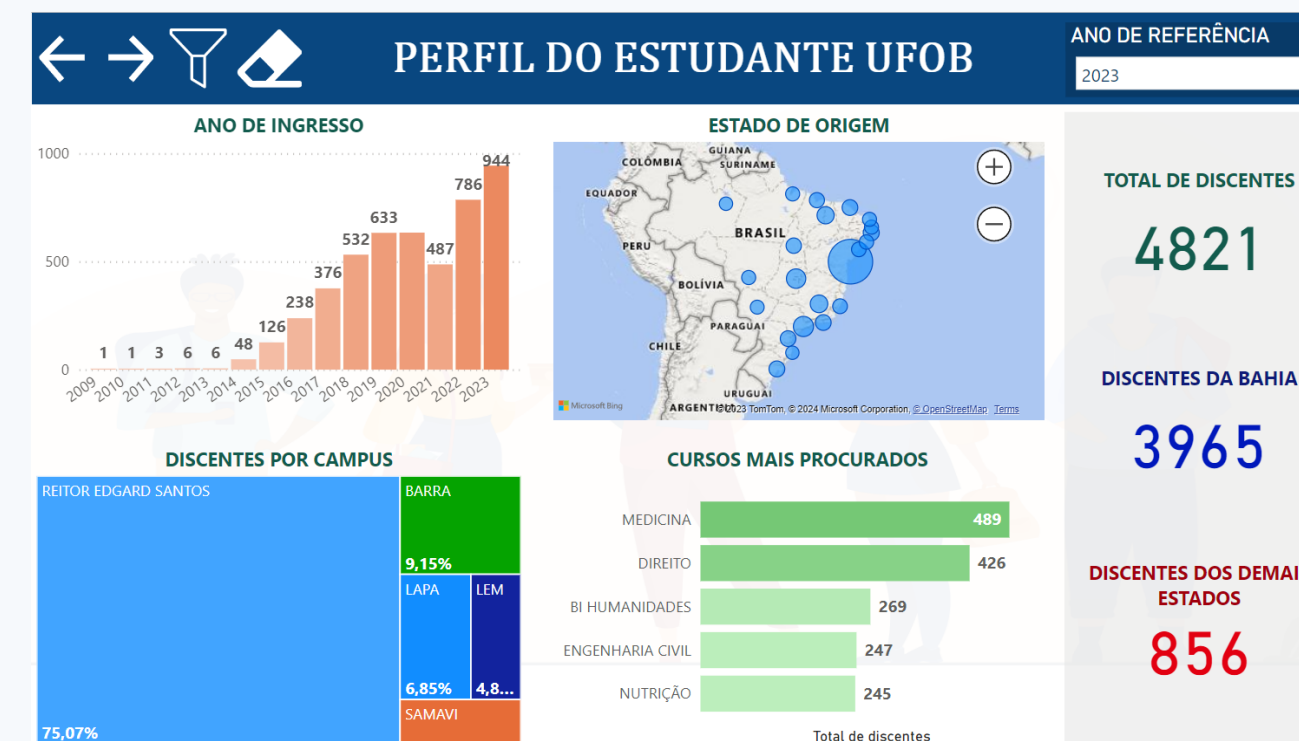 PERFIL DO ESTUDANTE UFOB
ANO DE REFERÊNCIA
2023
ANO DE INGRESSO
1000
500
0
1
1
3
6
6
48
126
238
376
532
633
487
786
944
2009
2010
2011
2012
2013
2014
2015
2016
2017
2018
2019
2020
2021
2022
2023
ESTADO DE ORIGEM
GUIANA
COLÔMBIA
SURINAME
EQUADOR
BRASIL
PERU
BOLÍVIA
PARAGUAI
CHILE
URUGUAI
Microsoft Bing
© 2024 Microsoft Corporation, © OpenStreetMap Terms
TOTAL DE DISCENTES
4821
DISCENTES DA BAHIA
3965
DISCENTES DOS DEMAI
ESTADOS
856
DISCENTES POR CAMPUS
REITOR EDGARD SANTOS
75,07%
BARRA
9,15%
LAPA
6,85%
LEM
4,8...
SAMAVI
CURSOS MAIS PROCURADOS
MEDICINA
489
DIREITO
426
BI HUMANIDADES
269
ENGENHARIA CIVIL
247
NUTRIÇÃO
245
Total de discentes